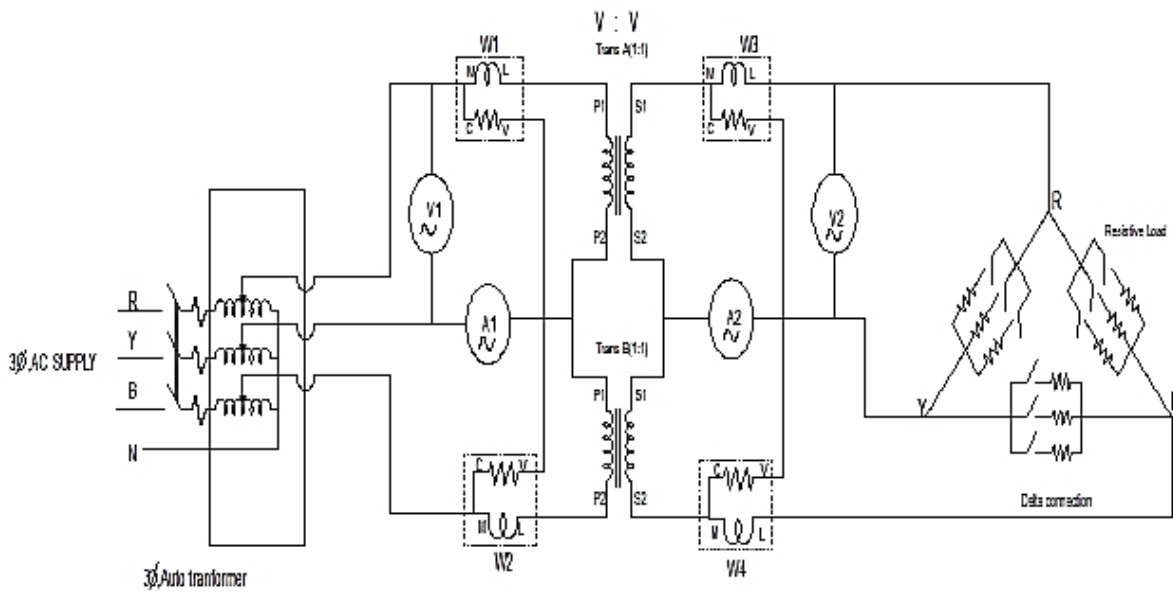 V : V
Trans A(1:1)
W1
W3
M L
M L
P1 S1
C V
C V
V1
V2
P2 S2
R
Resistive Load
R
A1
A2
Y
Trans B(1:1)
3Ø,AC SUPPLY
B
P1 S1
Y
N
C V
C V
P2 S2
Delta connection
M L
M L
W2
W4
3Ø,Auto tranformer